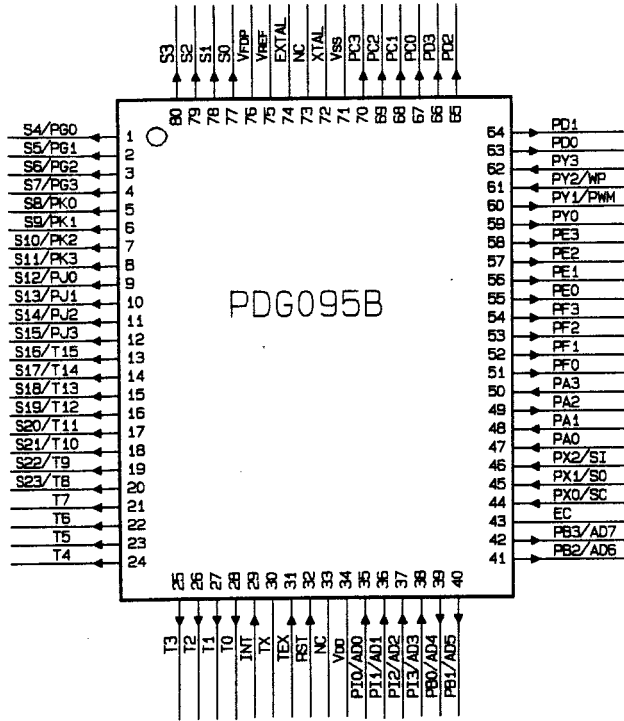 S3
S2
S1
S0
VFDP
VREF
EXTAL
NC
XTAL
VSS
PC3
PC2
PC1
PC0
PD3
PD2
80
79
78
77
76
75
74
73
72
71
70
69
68
67
66
65
S4/PG0 1
S5/PG1 2
S6/PG2 3
S7/PG3 4
S8/PK0 5
S9/PK1 6
S10/PK2 7
S11/PK3 8
S12/PJ0 9
S13/PJ1 10
S14/PJ2 11
S15/PJ3 12
S16/T15 13
S17/T14 14
S18/T13 15
S19/T12 16
S20/T11 17
S21/T10 18
S22/T9 19
S23/T8 20
T7 21
T6 22
T5 23
T4 24
PDG095B
64 PD1
63 PD0
62 PY3
61 PY2/WP
60 PY1/PWM
59 PY0
58 PE3
57 PE2
56 PE1
55 PE0
54 PF3
53 PF2
52 PF1
51 PF0
50 PA3
49 PA2
48 PA1
47 PA0
46 PX2/SI
45 PX1/SO
44 PX0/SC
43 EC
42 PB3/AD7
41 PB2/AD6
25
26
27
28
29
30
31
32
33
34
35
36
37
38
39
40
T3
T2
T1
T0
INT
TX
TEX
RST
NC
VDD
PI0/AD0
PI1/AD1
PI2/AD2
PI3/AD3
PB0/AD4
PB1/AD5